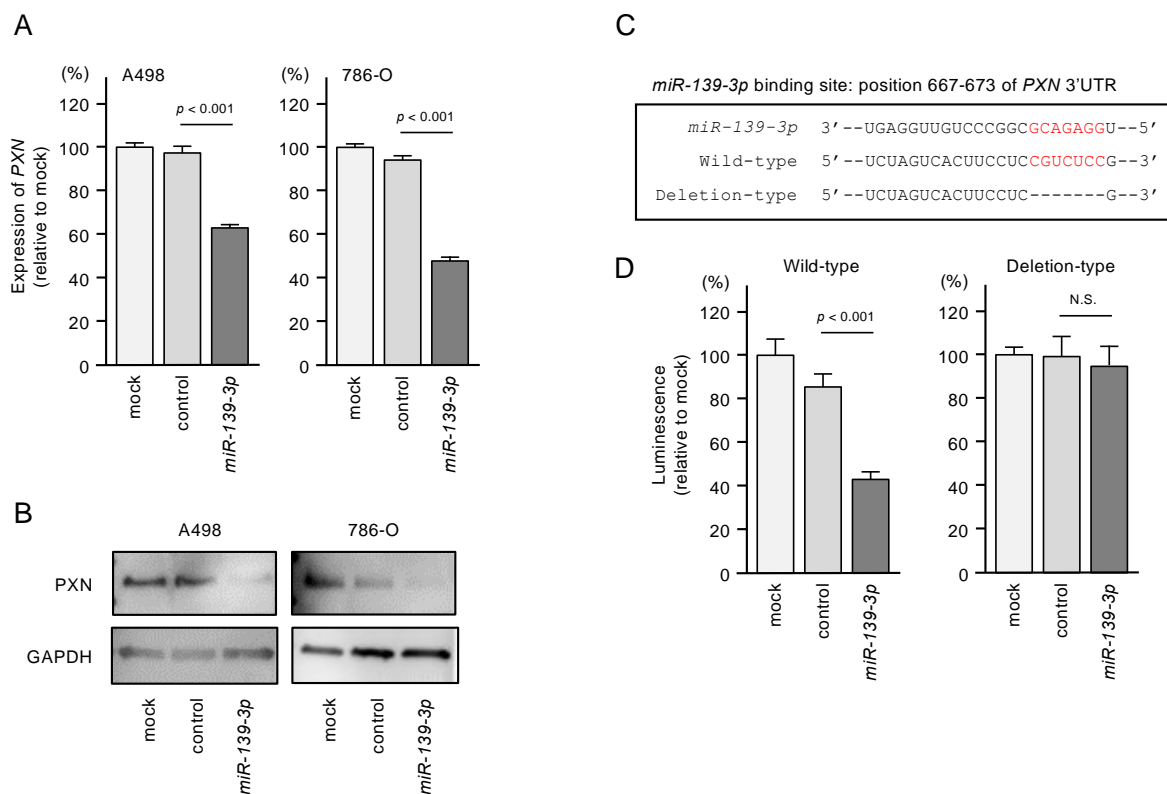 A
(%)
A498
120
100
80
60
40
20
0
p < 0.001
Expression of PXN
(relative to mock)
mock
control
miR-139-3p
(%)
786-O
120
100
80
60
40
20
0
p < 0.001
mock
control
miR-139-3p
B
A498
786-O
PXN
GAPDH
mock
control
miR-139-3p
mock
control
miR-139-3p
C
miR-139-3p binding site: position 667-673 of PXN 3'UTR
miR-139-3p 3’--UGAGGUUGUCCCGGCGCAGAGGU--5’
Wild-type 5’--UCUAGUCACUUCCUCCGUCUCCG--3’
Deletion-type 5’--UCUAGUCACUUCCUC-------G--3’
D
Wild-type
(%)
120
100
80
60
40
20
0
p < 0.001
Luminescence
(relative to mock)
mock
control
miR-139-3p
Deletion-type
(%)
120
100
80
60
40
20
0
N.S.
mock
control
miR-139-3p